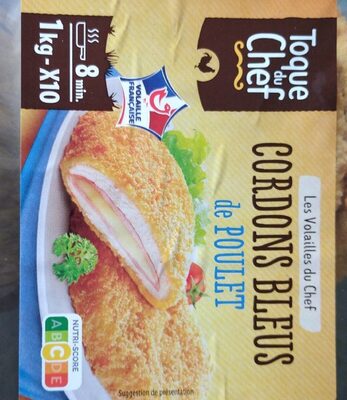 Toque
du
Chef
Les Volailles du Chef
CORDONS BLEUS
de POULET
VOLAILLE
FRANÇAISE
8 min.
1kg - X10
NUTRI-SCORE
A B C D E
Suggestion de présentation